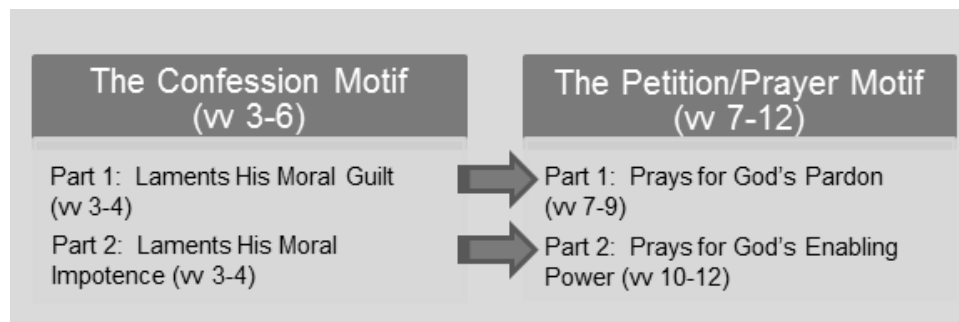 The Confession Motif
(vv 3-6)
Part 1: Laments His Moral Guilt
(vv 3-4)
Part 2: Laments His Moral
Impotence (vv 3-4)
The Petition/Prayer Motif
(vv 7-12)
Part 1: Prays for God's Pardon
(vv 7-9)
Part 2: Prays for God's Enabling
Power (vv 10-12)